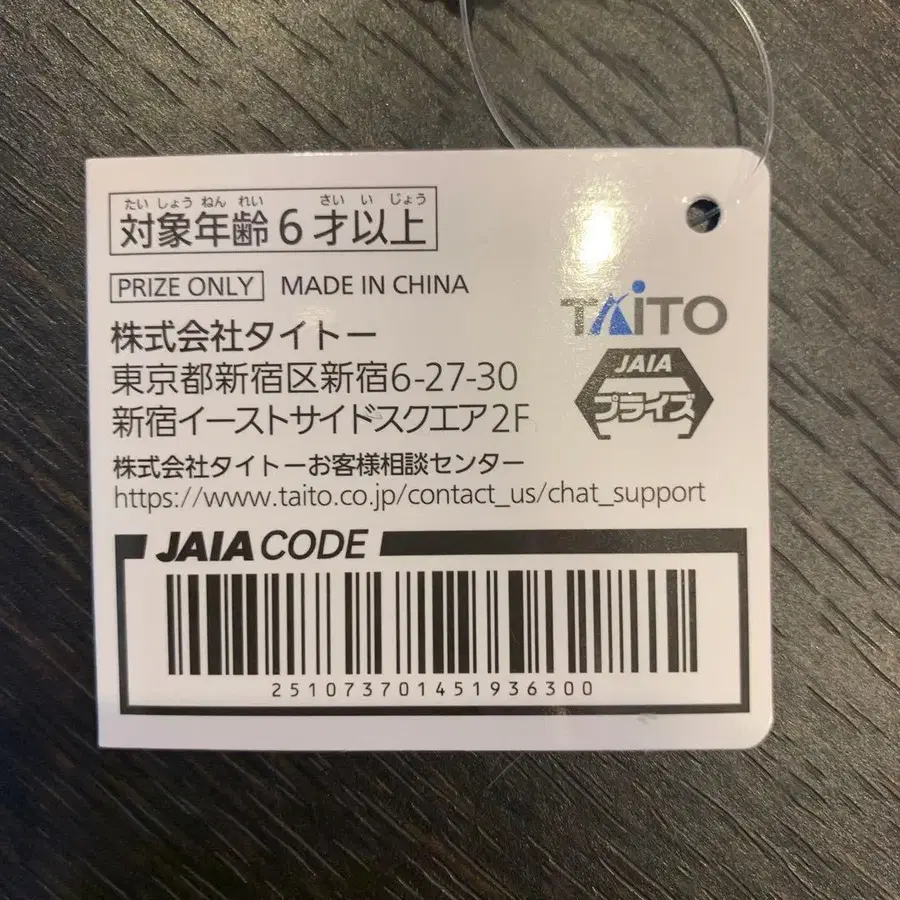 たいしょうねんれい さいいじょう
対象年齢6才以上
PRIZE ONLY MADE IN CHINA
TAITO
株式会社タイトー
東京都新宿区新宿6-27-30
新宿イーストサイドスクエア2F
JAIA
プライズ
株式会社タイトーお客様相談センター
https://www.taito.co.jp/contact_us/chat_support
JAIA CODE
251073701451936300